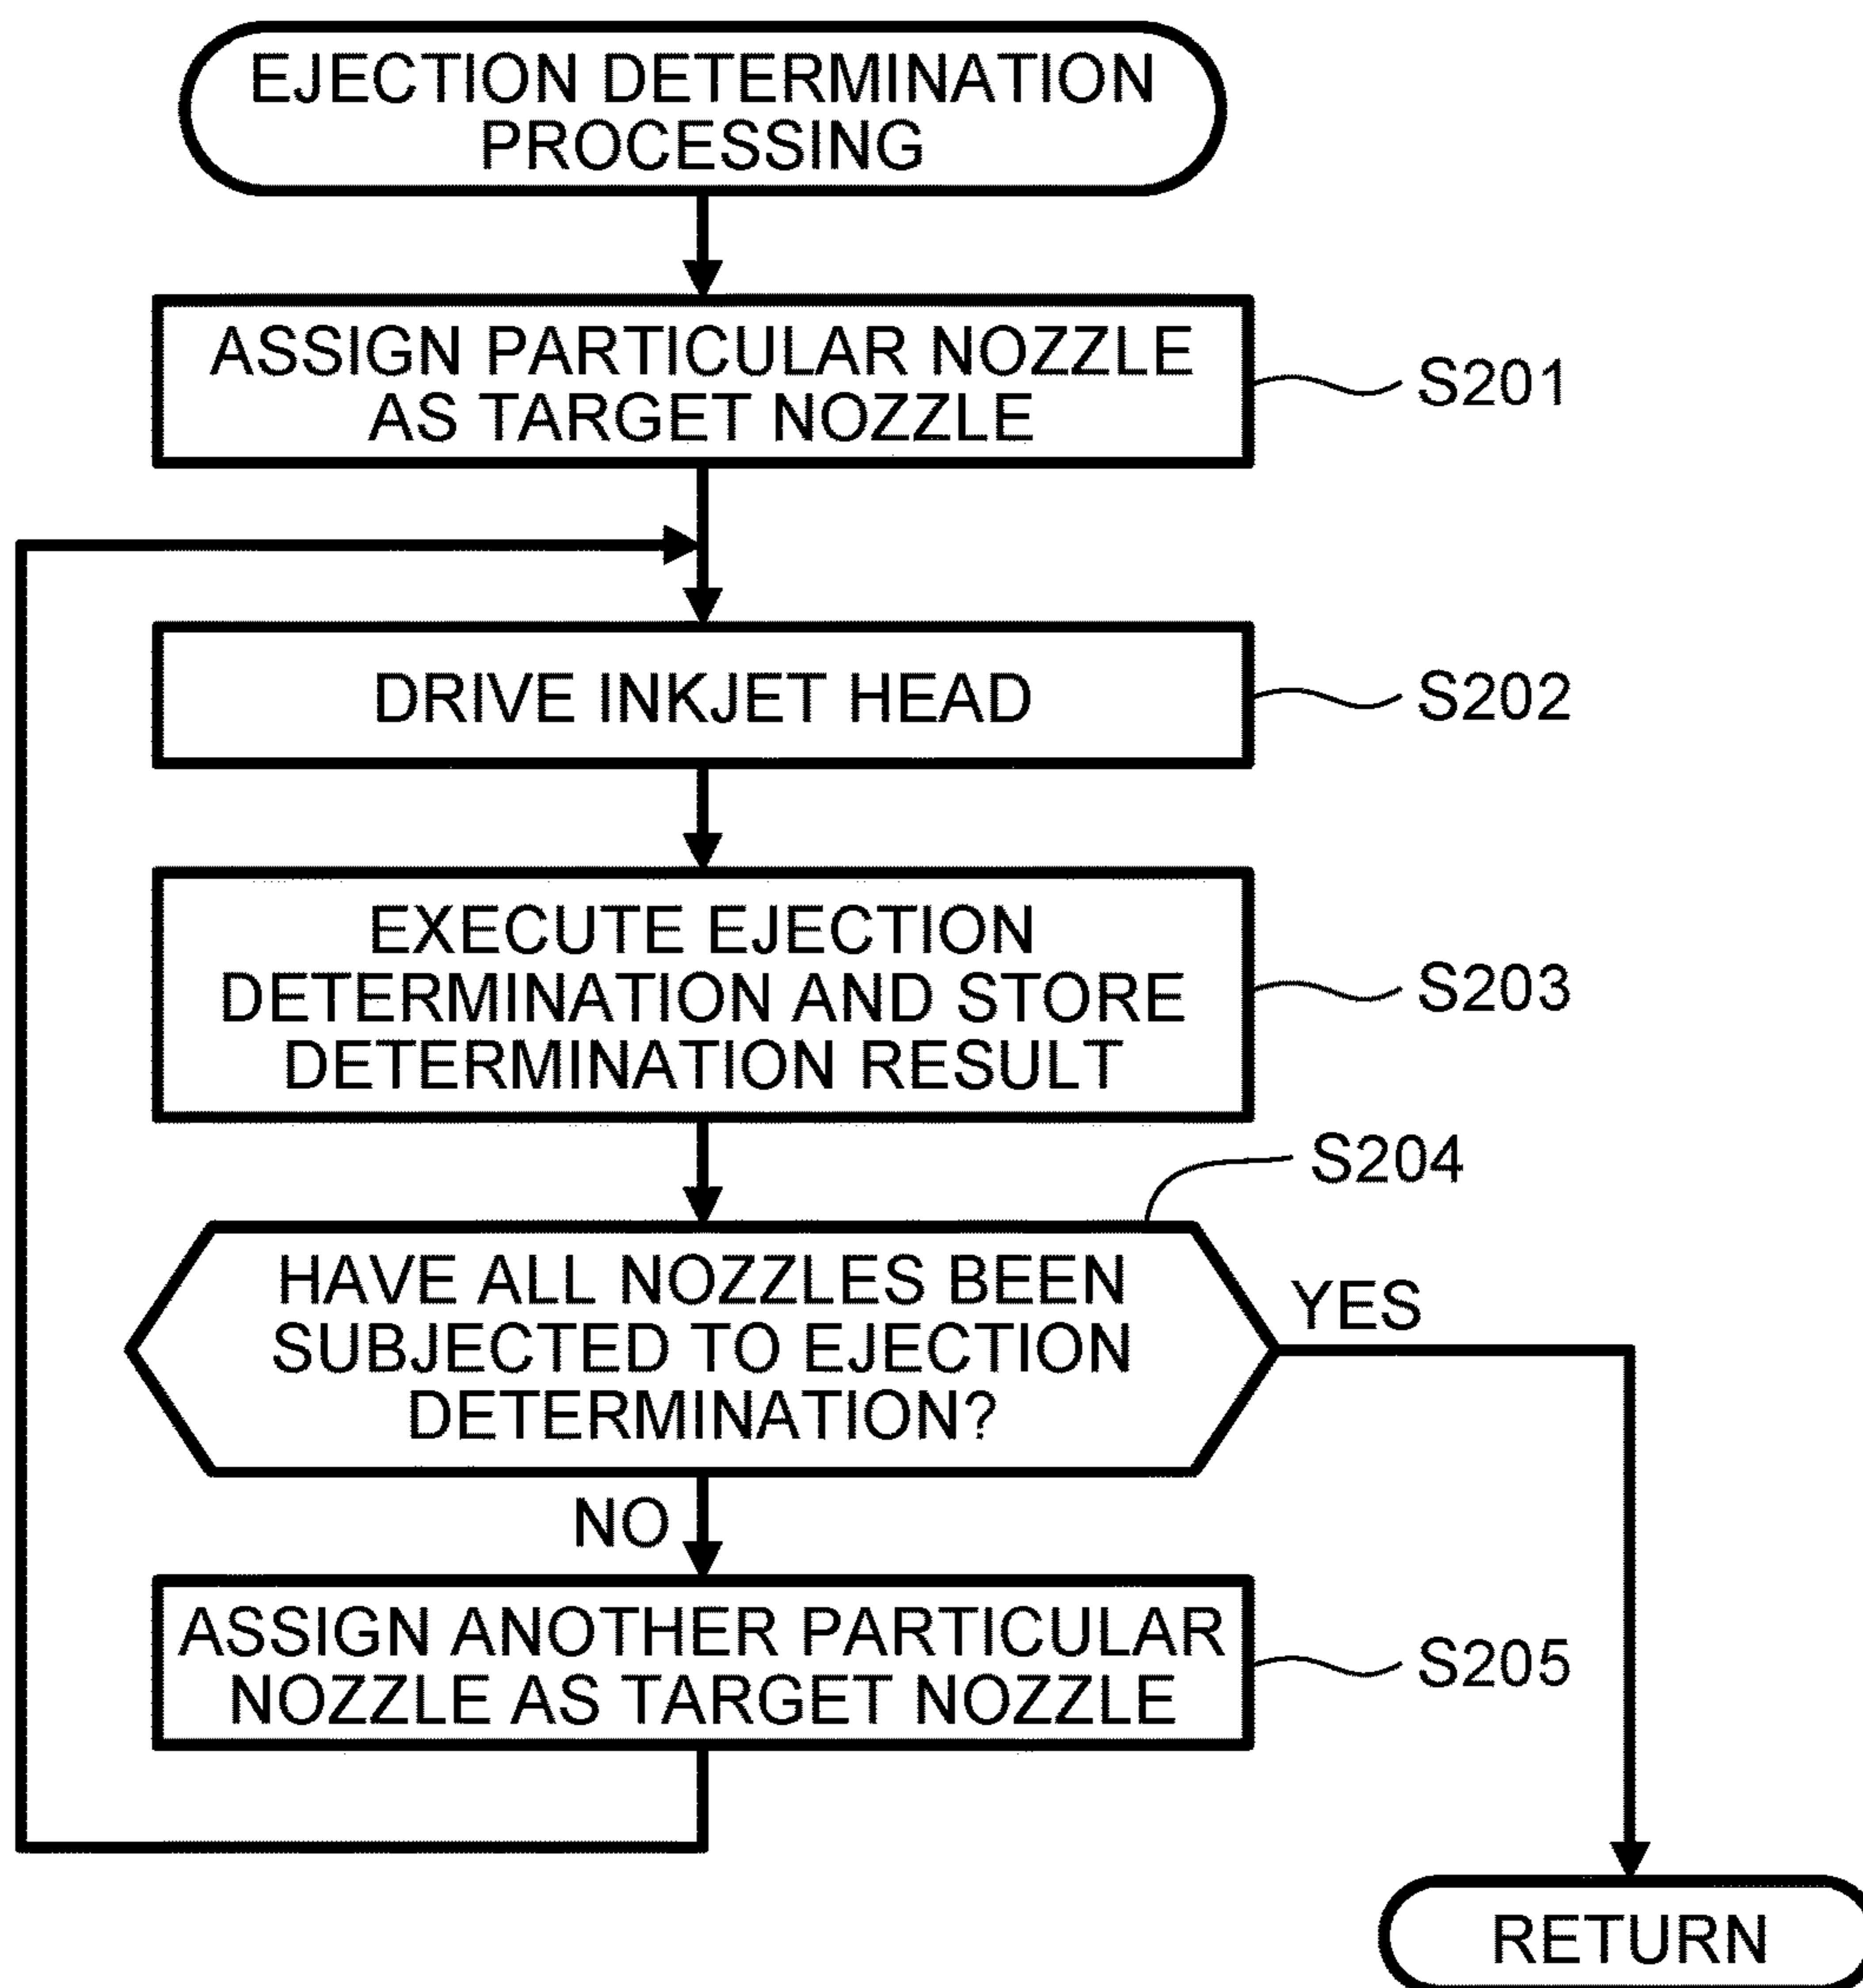 EJECTION DETERMINATION
PROCESSING
ASSIGN PARTICULAR NOZZLE
AS TARGET NOZZLE
S201
DRIVE INKJET HEAD
S202
EXECUTE EJECTION
DETERMINATION AND STORE
DETERMINATION RESULT
S203
S204
HAVE ALL NOZZLES BEEN
SUBJECTED TO EJECTION
DETERMINATION?
YES
NO
ASSIGN ANOTHER PARTICULAR
NOZZLE AS TARGET NOZZLE
S205
RETURN